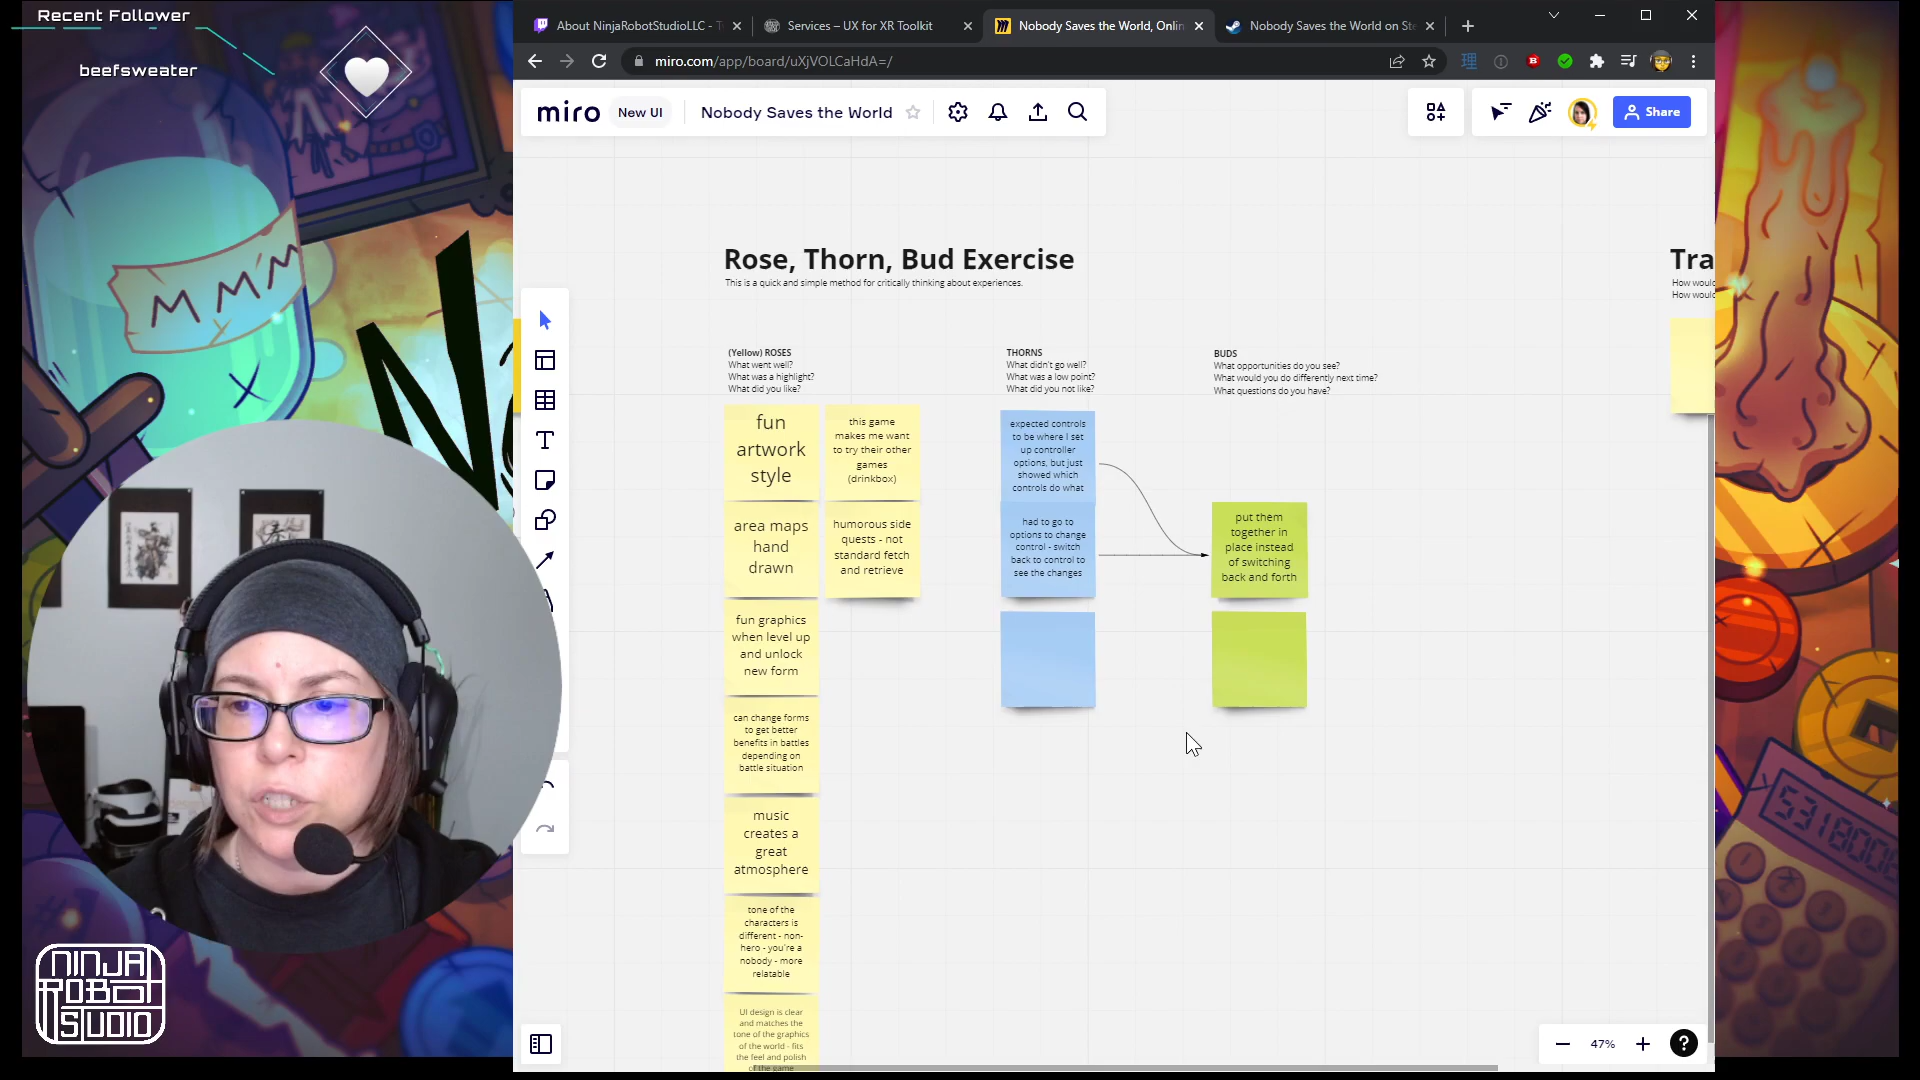 Recent Follower
beefsweater
MMM
X
NINJA
ROBOT
STUDIO
About NinjaRobotStudioLLC - T
Services – UX for XR Toolkit
Nobody Saves the World, Onlin
Nobody Saves the World on Ste
miro.com/app/board/uXjVOLCaHdA=/
miro
New UI
Nobody Saves the World
Share
Rose, Thorn, Bud Exercise
This is a quick and simple method for critically thinking about experiences.
Tra
How would
How would
(Yellow) ROSES
What went well?
What was a highlight?
What did you like?
THORNS
What didn't go well?
What was a low point?
What did you not like?
BUDS
What opportunities do you see?
What would you do differently next time?
What questions do you have?
fun
artwork
style
this game
makes me want
to try their other
games
(drinkbox)
area maps
hand
drawn
humorous side
quests - not
standard fetch
and retrieve
fun graphics
when level up
and unlock
new form
can change forms
to get better
benefits in battles
depending on
battle situation
music
creates a
great
atmosphere
tone of the
characters is
different - non-
hero - you're a
nobody - more
relatable
UI design is clear
and matches the
tone of the graphics
of the world - fits
the feel and polish
of the game
expected controls
to be where I set
up controller
options, but just
showed which
controls do what
had to go to
options to change
control - switch
back to control to
see the changes
put them
together in
place instead
of switching
back and forth
47%
?
5318008